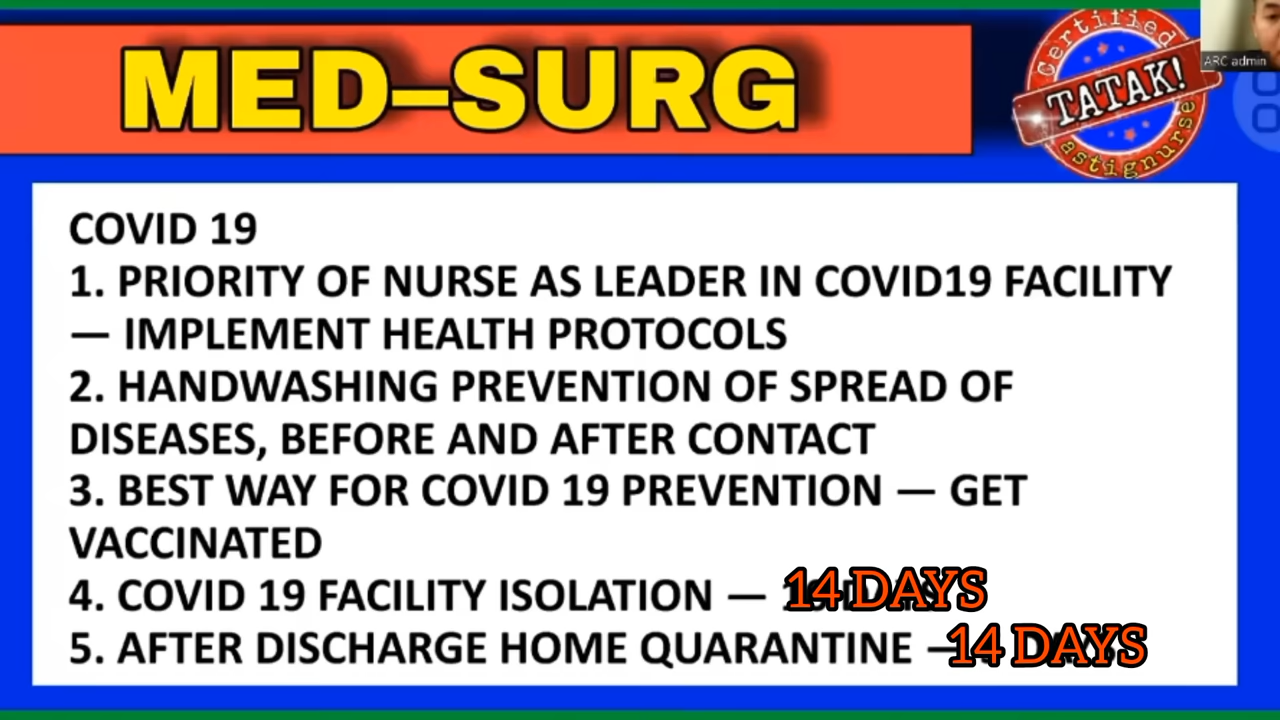 MED–SURG
Certified
TATAK!
astignurse
ARC admin
COVID 19
1. PRIORITY OF NURSE AS LEADER IN COVID19 FACILITY
— IMPLEMENT HEALTH PROTOCOLS
2. HANDWASHING PREVENTION OF SPREAD OF
DISEASES, BEFORE AND AFTER CONTACT
3. BEST WAY FOR COVID 19 PREVENTION — GET
VACCINATED
4. COVID 19 FACILITY ISOLATION — 14 DAYS
5. AFTER DISCHARGE HOME QUARANTINE — 14 DAYS